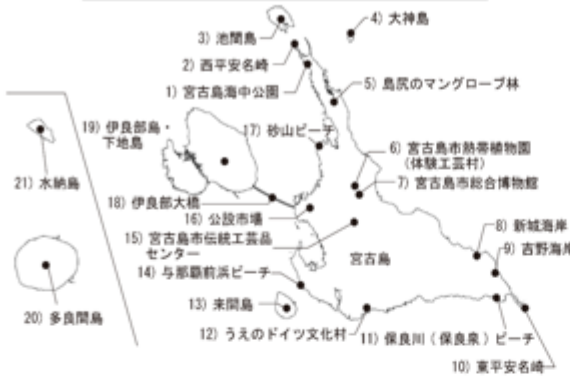 3) 池間島
4) 大神島
2) 西平安名崎
1) 宮古島海中公園
5) 島尻のマングローブ林
19) 伊良部島・
下地島
17) 砂山ビーチ
6) 宮古島市熱帯植物園
(体験工芸村)
7) 宮古島市総合博物館
21) 水納島
18) 伊良部大橋
16) 公設市場
15) 宮古島市伝統工芸品
センター
宮古島
8) 新城海岸
9) 吉野海岸
14) 与那覇前浜ビーチ
13) 来間島
20) 多良間島
12) うえのドイツ文化村
11) 保良川(保良泉)ビーチ
10) 東平安名崎